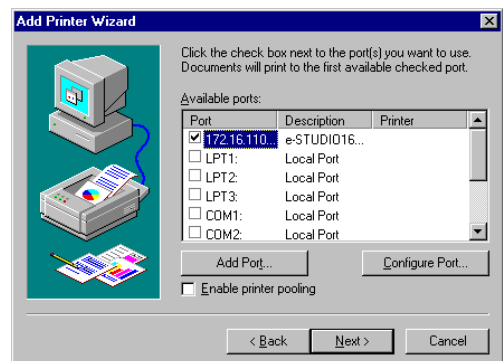 Add Printer Wizard
Click the check box next to the port(s) you want to use.
Documents will print to the first available checked port.
Available ports:
Port Description Printer
172.16.110... e-STUDIO16...
LPT1: Local Port
LPT2: Local Port
LPT3: Local Port
COM1: Local Port
COM2: Local Port
Add Port... Configure Port...
Enable printer pooling
< Back Next > Cancel